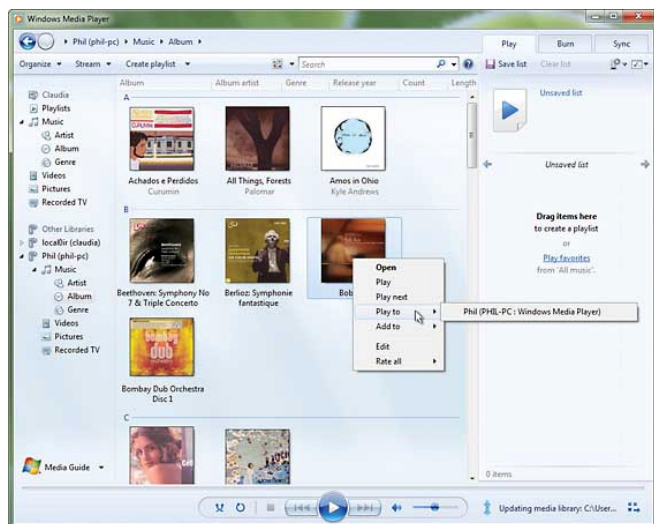 Windows Media Player
Phil (phil-pc) ▸ Music ▸ Album ▸
Play Burn Sync
Organize Stream Create playlist Search Save list Clear list
Album Album artist Genre Release year Count Length
Claudia
Playlists
Music
Artist
Album
Genre
Videos
Pictures
Recorded TV
Other Libraries
local0ir (claudia)
Phil (phil-pc)
Music
Artist
Album
Genre
Videos
Pictures
Recorded TV
Media Guide
A
Achados e Perdidos
Curumin
All Things, Forests
Palomar
Amos in Ohio
Kyle Andrews
B
Beethoven: Symphony No
7 & Triple Concerto
Berlioz: Symphonie
fantastique
Bob
Bombay Dub Orchestra
Disc 1
C
Open
Play
Play next
Play to
Add to
Edit
Rate all
Phil (PHIL-PC : Windows Media Player)
Unsaved list
Unsaved list
Drag items here
to create a playlist
or
Play favorites
from 'All music'.
0 items
Updating media library: C:\User...